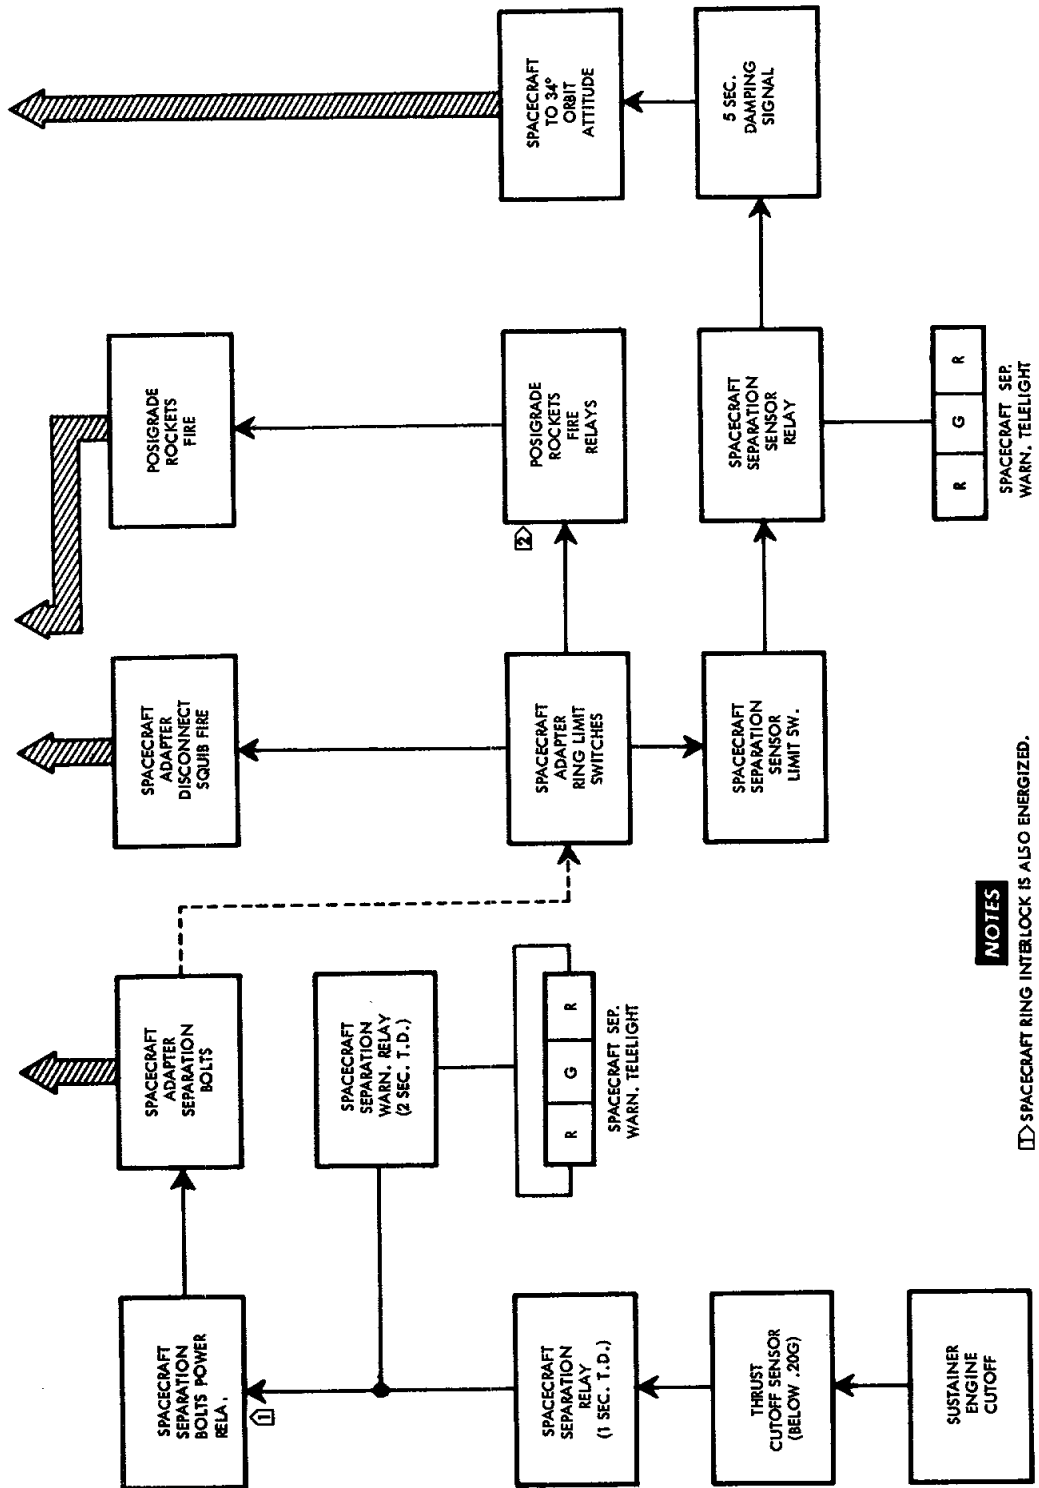 SPACECRAFT
SEPARATION
BOLTS POWER
RELA.
1
SPACECRAFT
ADAPTER
SEPARATION
BOLTS
SPACECRAFT
ADAPTER
DISCONNECT
SQUIB FIRE
POSIGRADE
ROCKETS
FIRE
SPACECRAFT
SEPARATION
WARN. RELAY
(2 SEC. T.D.)
R G R
SPACECRAFT SEP.
WARN. TELELIGHT
SPACECRAFT
SEPARATION
RELAY
(1 SEC. T.D.)
SPACECRAFT
ADAPTER
RING LIMIT
SWITCHES
2
POSIGRADE
ROCKETS
FIRE
RELAYS
SPACECRAFT
TO 34°
ORBIT
ATTITUDE
THRUST
CUTOFF SENSOR
(BELOW .20G)
SPACECRAFT
SEPARATION
SENSOR
LIMIT SW.
SPACECRAFT
SEPARATION
SENSOR
RELAY
5 SEC.
DAMPING
SIGNAL
SUSTAINER
ENGINE
CUTOFF
R G R
SPACECRAFT SEP.
WARN. TELELIGHT
NOTES
1 SPACECRAFT RING INTERLOCK IS ALSO ENERGIZED.